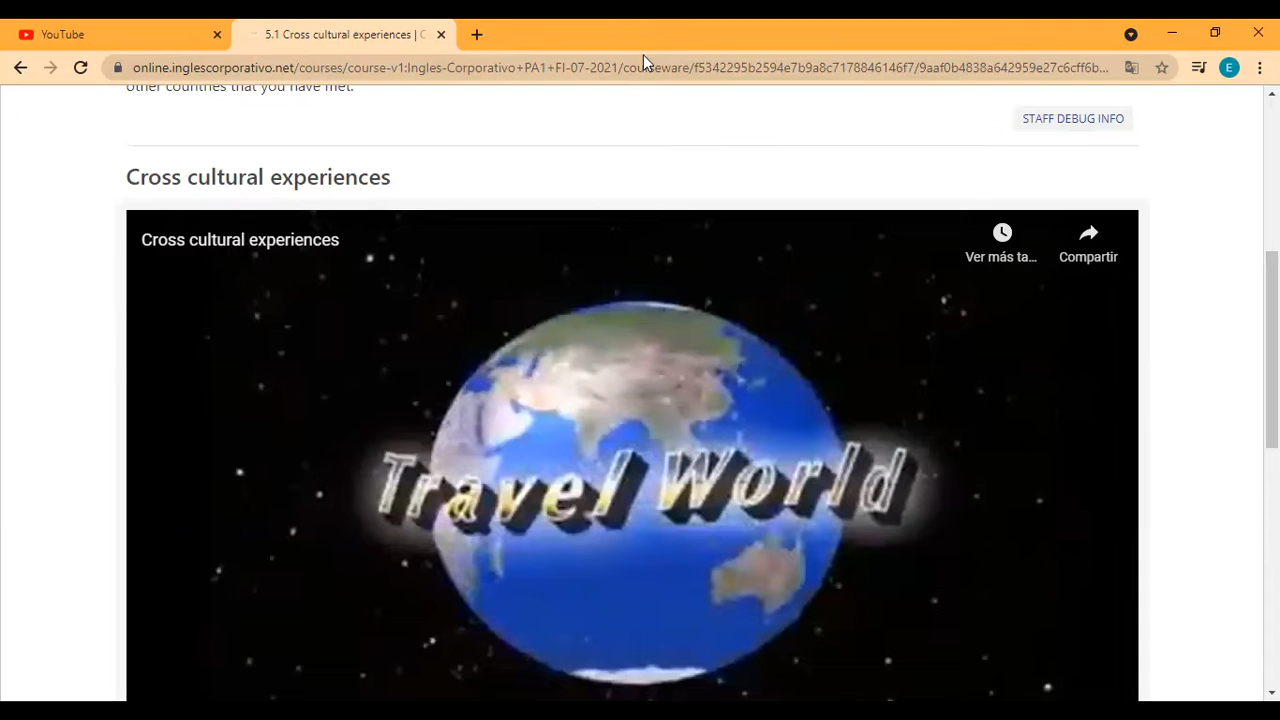 YouTube
5.1 Cross cultural experiences | C
online.inglescorporativo.net/courses/course-v1:Ingles-Corporativo+PA1+FI-07-2021/courseware/f5342295b2594e7b9a8c7178846146f7/9aaf0b4838a642959e27c6cff6b...
E
other countries that you have met.
STAFF DEBUG INFO
Cross cultural experiences
Cross cultural experiences
Ver más ta...
Compartir
Travel World